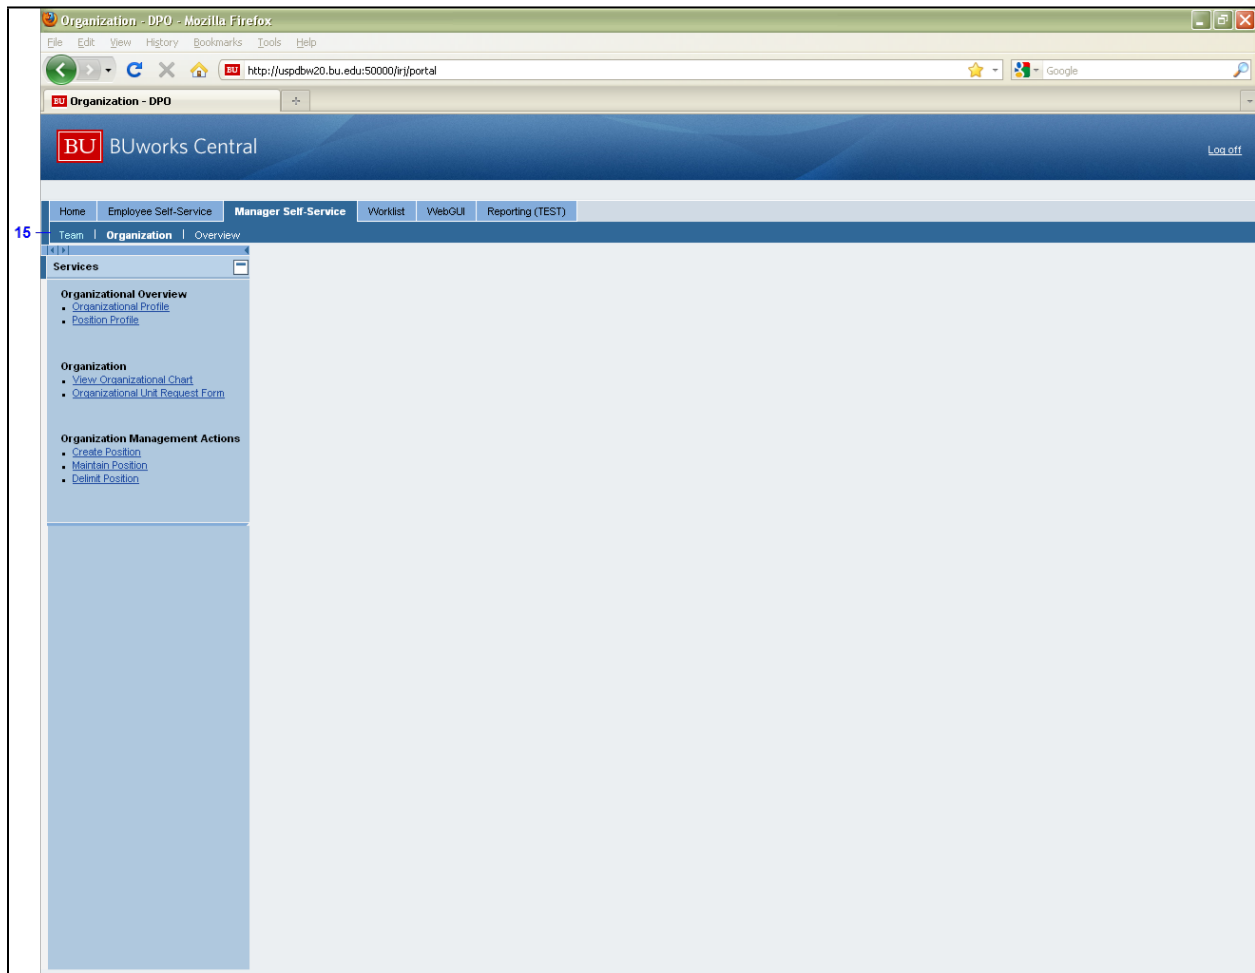 Organization - DPO - Mozilla Firefox
File Edit View History Bookmarks Tools Help
BU http://uspdbw20.bu.edu:50000/irj/portal Google
BU Organization - DPO
BU BUworks Central
Log off
Home Employee Self-Service Manager Self-Service Worklist WebGUI Reporting (TEST)
15 Team | Organization | Overview
Services
Organizational Overview
Organizational Profile
Position Profile
Organization
View Organizational Chart
Organizational Unit Request Form
Organization Management Actions
Create Position
Maintain Position
Delimit Position